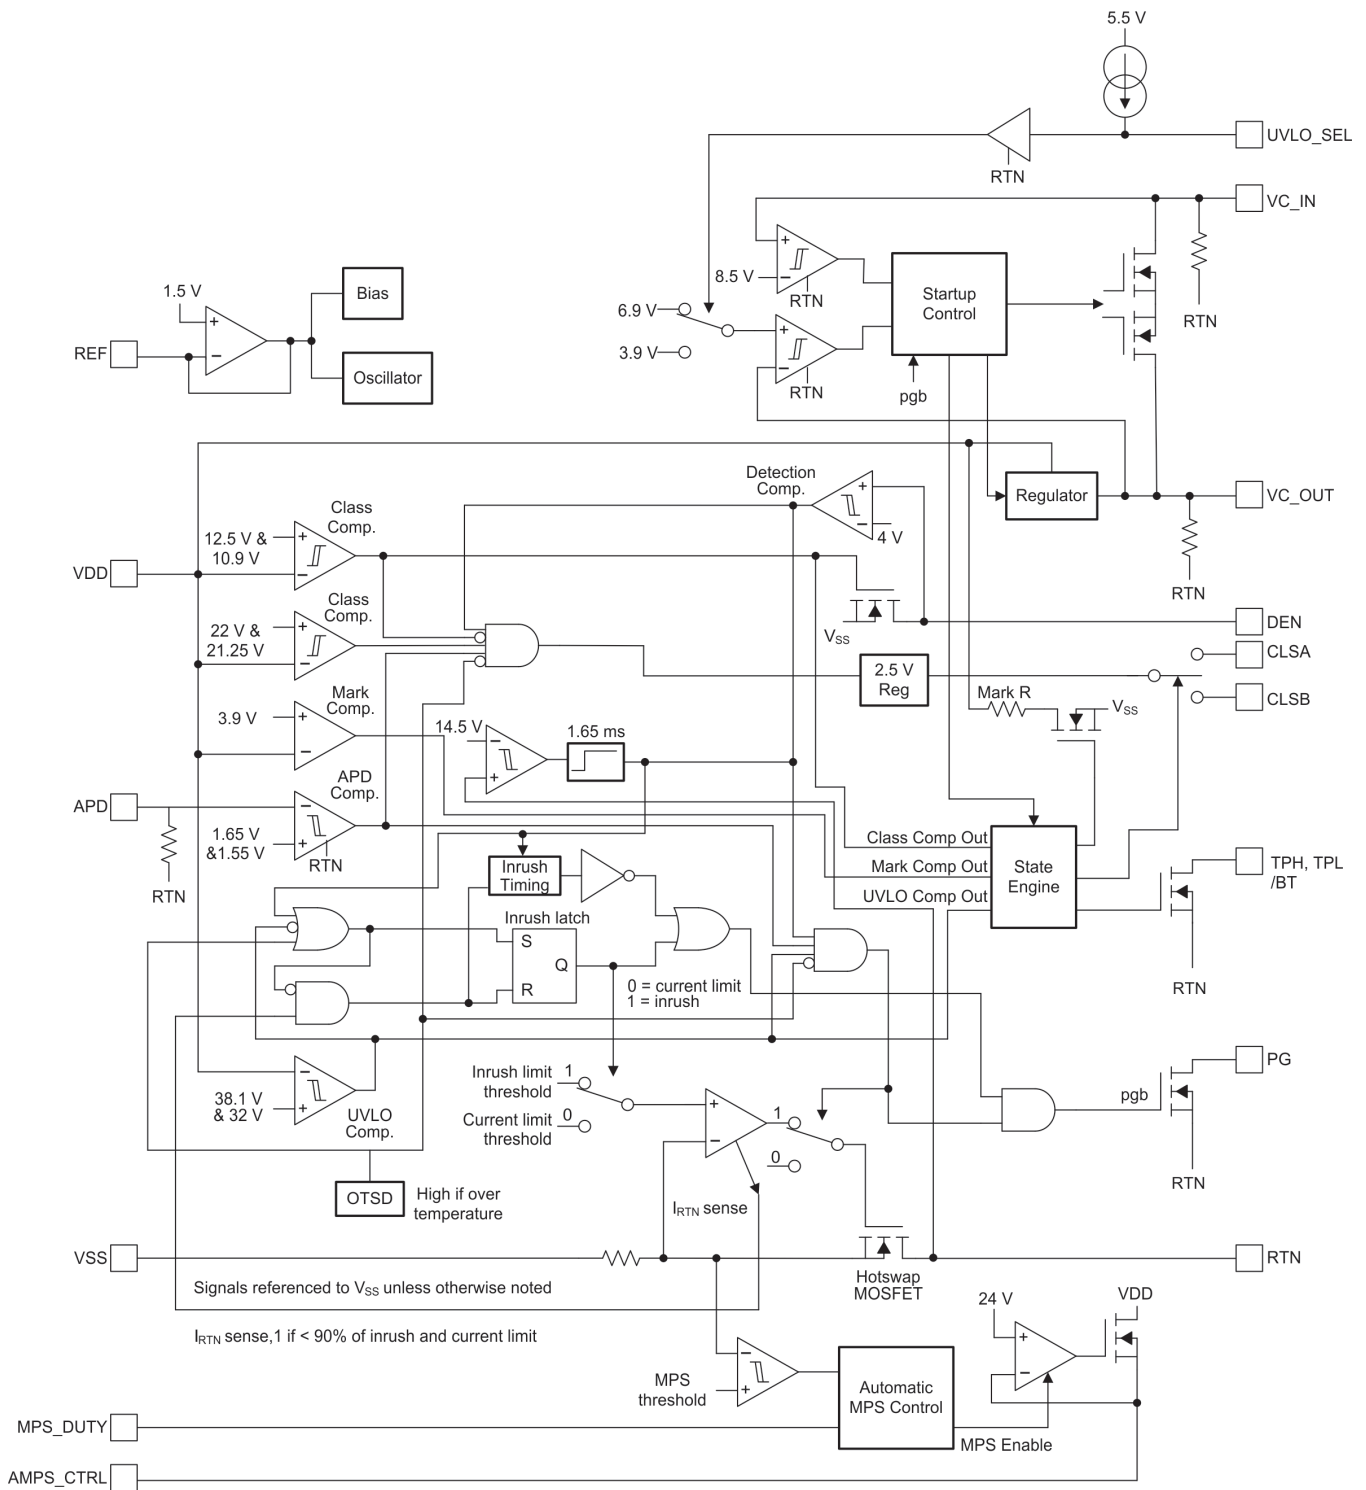 5.5 V
UVLO_SEL
RTN
VC_IN
+
8.5 V
−
RTN
Startup
Control
RTN
1.5 V
Bias
+
REF
−
Oscillator
6.9 V
+
3.9 V
−
RTN
pgb
Detection
Comp.
+
−
4 V
Regulator
VC_OUT
RTN
Class
Comp.
12.5 V &
10.9 V
+
−
VDD
Class
Comp.
22 V &
21.25 V
+
−
VSS
DEN
2.5 V
Reg
CLSA
CLSB
Mark R
VSS
Mark
Comp.
3.9 V
+
−
14.5 V
−
+
1.65 ms
APD
Comp.
APD
−
1.65 V
&1.55 V
+
RTN
RTN
Class Comp Out
Mark Comp Out
UVLO Comp Out
State
Engine
TPH, TPL
/BT
RTN
Inrush
Timing
Inrush latch
S
Q
R
0 = current limit
1 = inrush
−
38.1 V
& 32 V
+
UVLO
Comp.
Inrush limit
threshold
1
Current limit
threshold
0
+
−
1
0
pgb
PG
RTN
OTSD
High if over
temperature
IRTN sense
VSS
RTN
Hotswap
MOSFET
Signals referenced to VSS unless otherwise noted
IRTN sense,1 if < 90% of inrush and current limit
24 V
VDD
+
−
−
MPS
threshold
+
Automatic
MPS Control
MPS Enable
MPS_DUTY
AMPS_CTRL